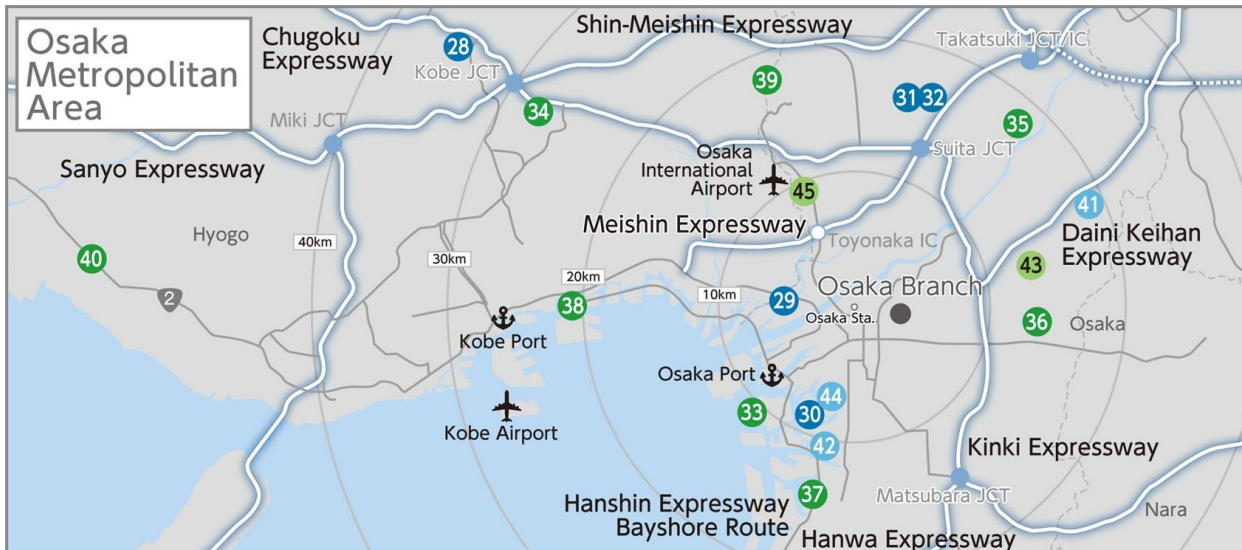 Osaka
Metropolitan
Area
Chugoku
Expressway
28
Kobe JCT
Shin-Meishin Expressway
Takatsuki JCT/IC
39
31 32
34
35
Miki JCT
Suita JCT
Sanyo Expressway
Osaka
International
Airport
45
41
Hyogo
40km
Meishin Expressway
Toyonaka IC
Daini Keihan
Expressway
40
30km
43
2
20km
10km
29
Osaka Branch
Osaka Sta.
38
36
Osaka
Kobe Port
Osaka Port
44
33
30
Kobe Airport
42
Kinki Expressway
37
Matsubara JCT
Hanshin Expressway
Bayshore Route
Nara
Hanwa Expressway